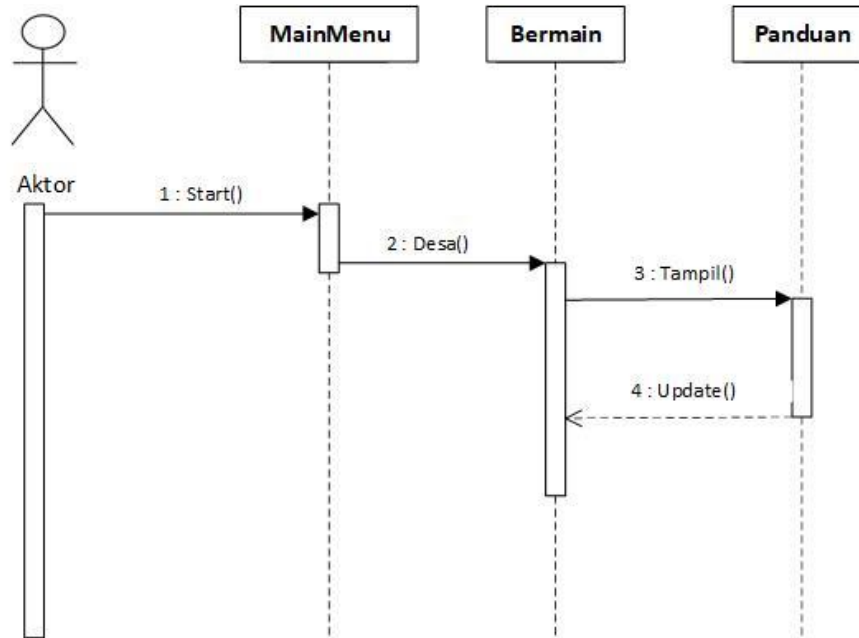 MainMenu
Bermain
Panduan
Aktor
1 : Start()
2 : Desa()
3 : Tampil()
4 : Update()